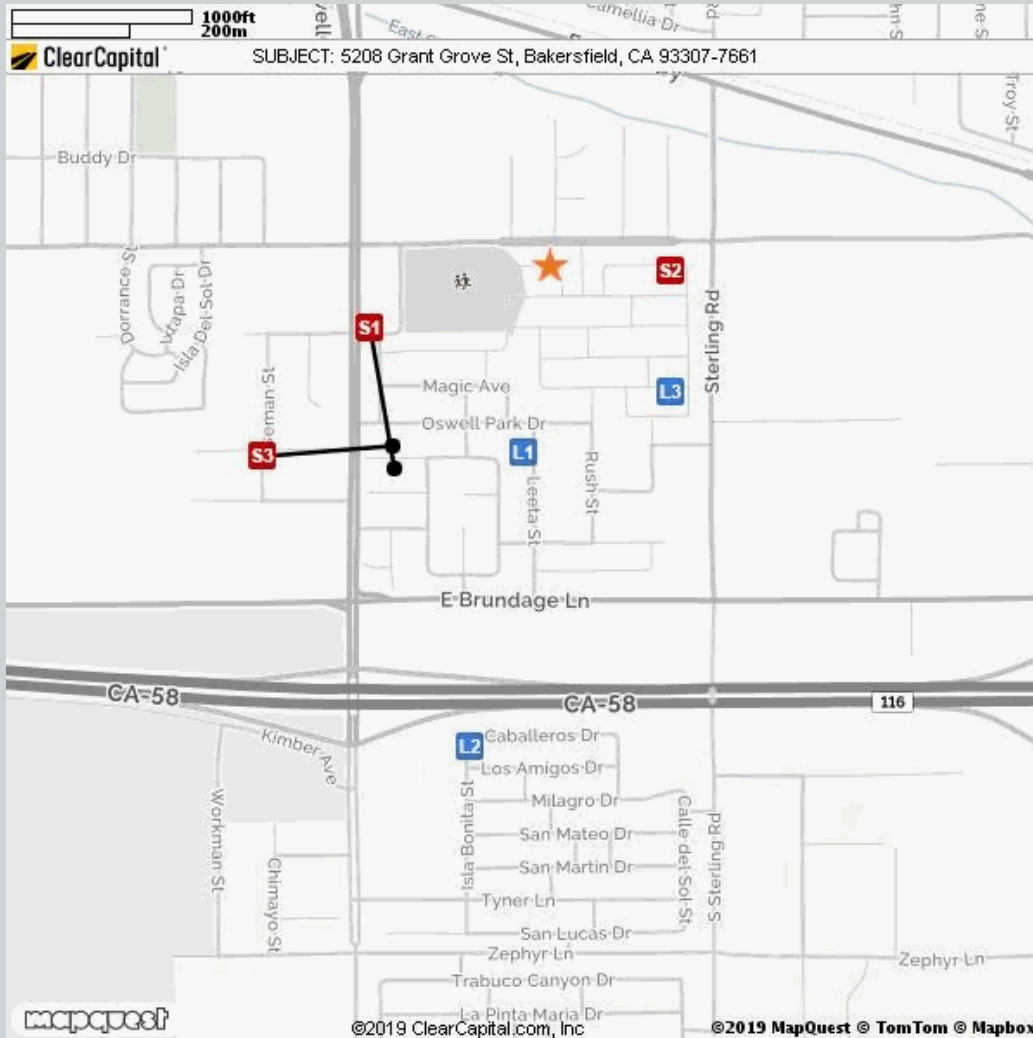 1000ft
200m
Camellia Dr
ClearCapital
SUBJECT: 5208 Grant Grove St, Bakersfield, CA 93307-7661
Troy St
Buddy Dr
Dorrance St
Ixtapa Dr
Isla Del Sol Dr
S2
S1
Sterling Rd
Magic Ave
L3
Oswell Park Dr
S3
L1
Leeta St
Rush St
E Brundage Ln
CA-58
CA-58
116
L2
Caballeros Dr
Kimber Ave
Los Amigos Dr
Isla Bonita St
Milagro Dr
Workman St
Calle del Sol St
S Sterling Rd
San Mateo Dr
Chimayo St
San Martin Dr
Tyner Ln
San Lucas Dr
Zephyr Ln
Zephyr Ln
Trabuco Canyon Dr
La Pinta Maria Dr
mapquest
©2019 ClearCapital.com, Inc
©2019 MapQuest © TomTom © Mapbox